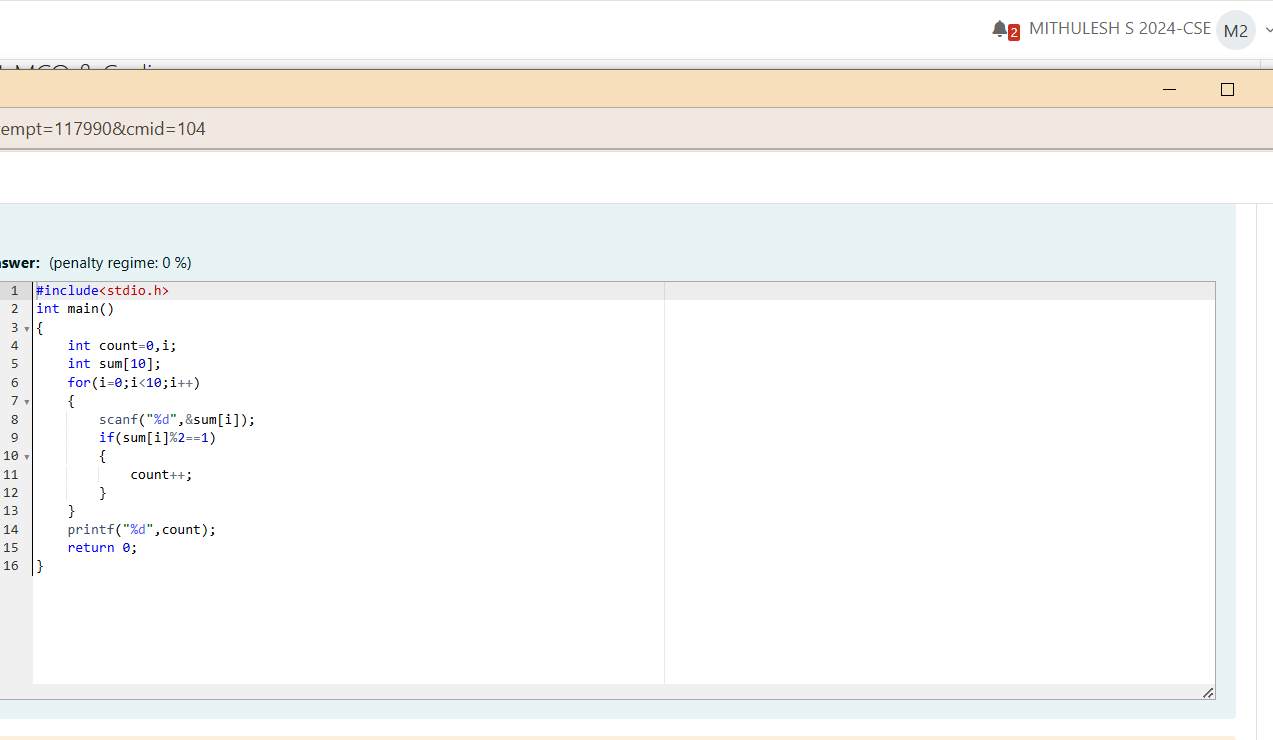 2 MITHULESH S 2024-CSE M2
empt=117990&cmid=104
swer: (penalty regime: 0 %)
1 #include<stdio.h>
2 int main()
3 {
4 int count=0,i;
5 int sum[10];
6 for(i=0;i<10;i++)
7 {
8 scanf("%d",&sum[i]);
9 if(sum[i]%2==1)
10 {
11 count++;
12 }
13 }
14 printf("%d",count);
15 return 0;
16 }